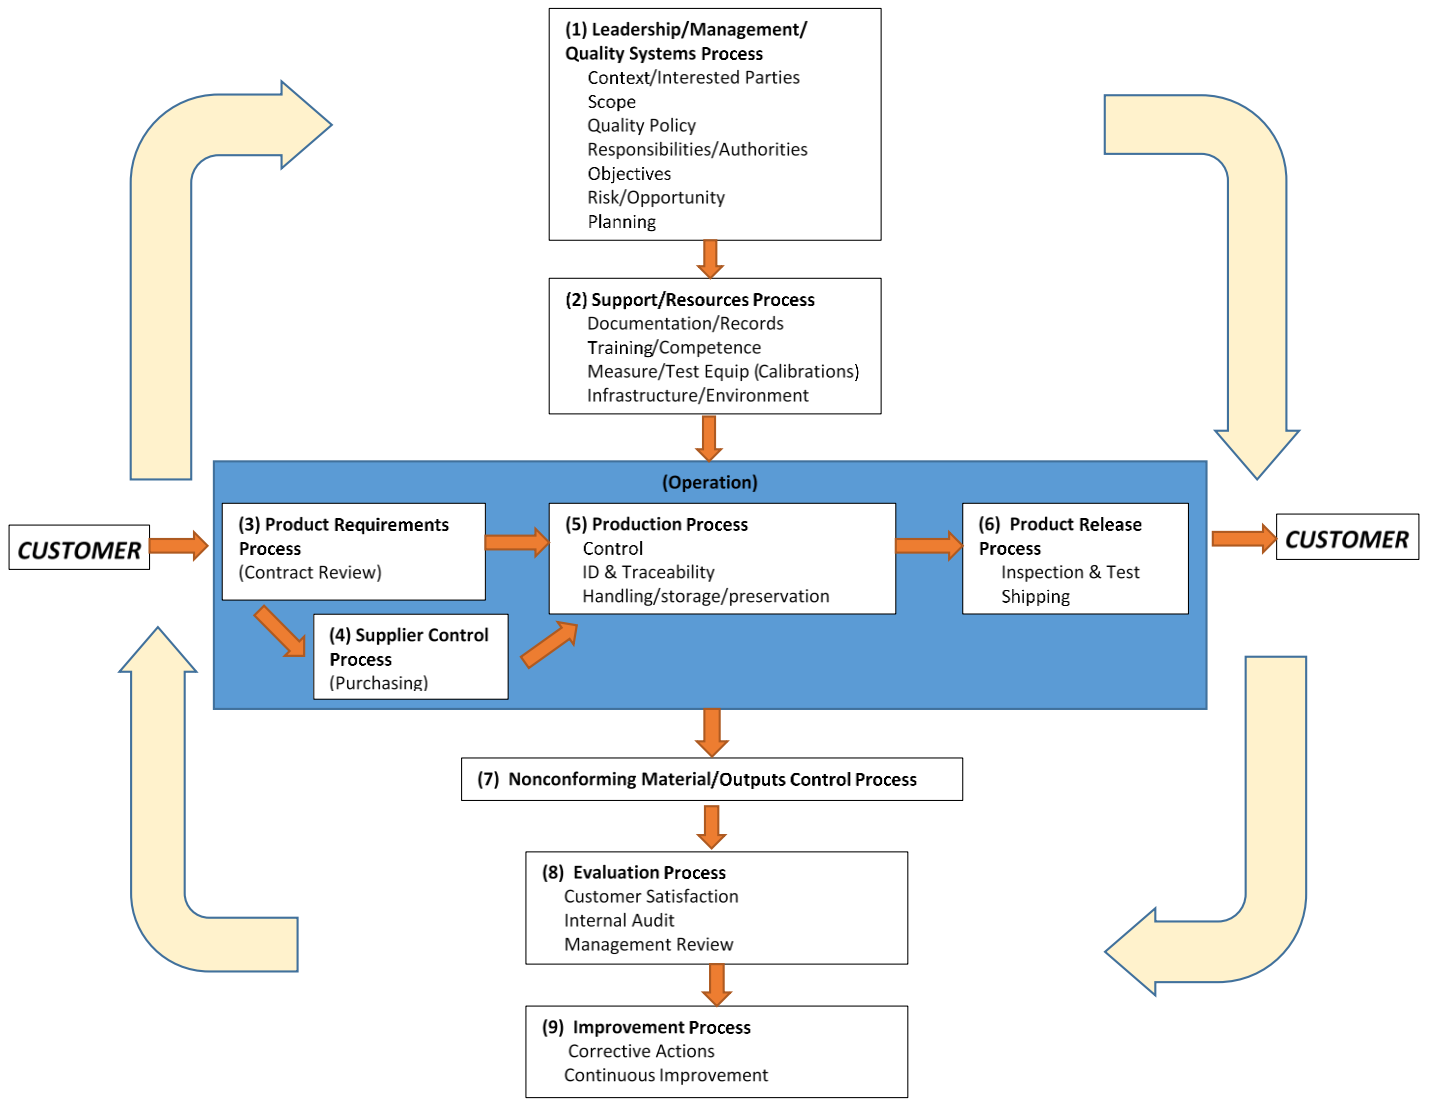 (1) Leadership/Management/
Quality Systems Process
Context/Interested Parties
Scope
Quality Policy
Responsibilities/Authorities
Objectives
Risk/Opportunity
Planning
(2) Support/Resources Process
Documentation/Records
Training/Competence
Measure/Test Equip (Calibrations)
Infrastructure/Environment
(Operation)
CUSTOMER
(3) Product Requirements
Process
(Contract Review)
(4) Supplier Control
Process
(Purchasing)
(5) Production Process
Control
ID & Traceability
Handling/storage/preservation
(6) Product Release
Process
Inspection & Test
Shipping
CUSTOMER
(7) Nonconforming Material/Outputs Control Process
(8) Evaluation Process
Customer Satisfaction
Internal Audit
Management Review
(9) Improvement Process
Corrective Actions
Continuous Improvement